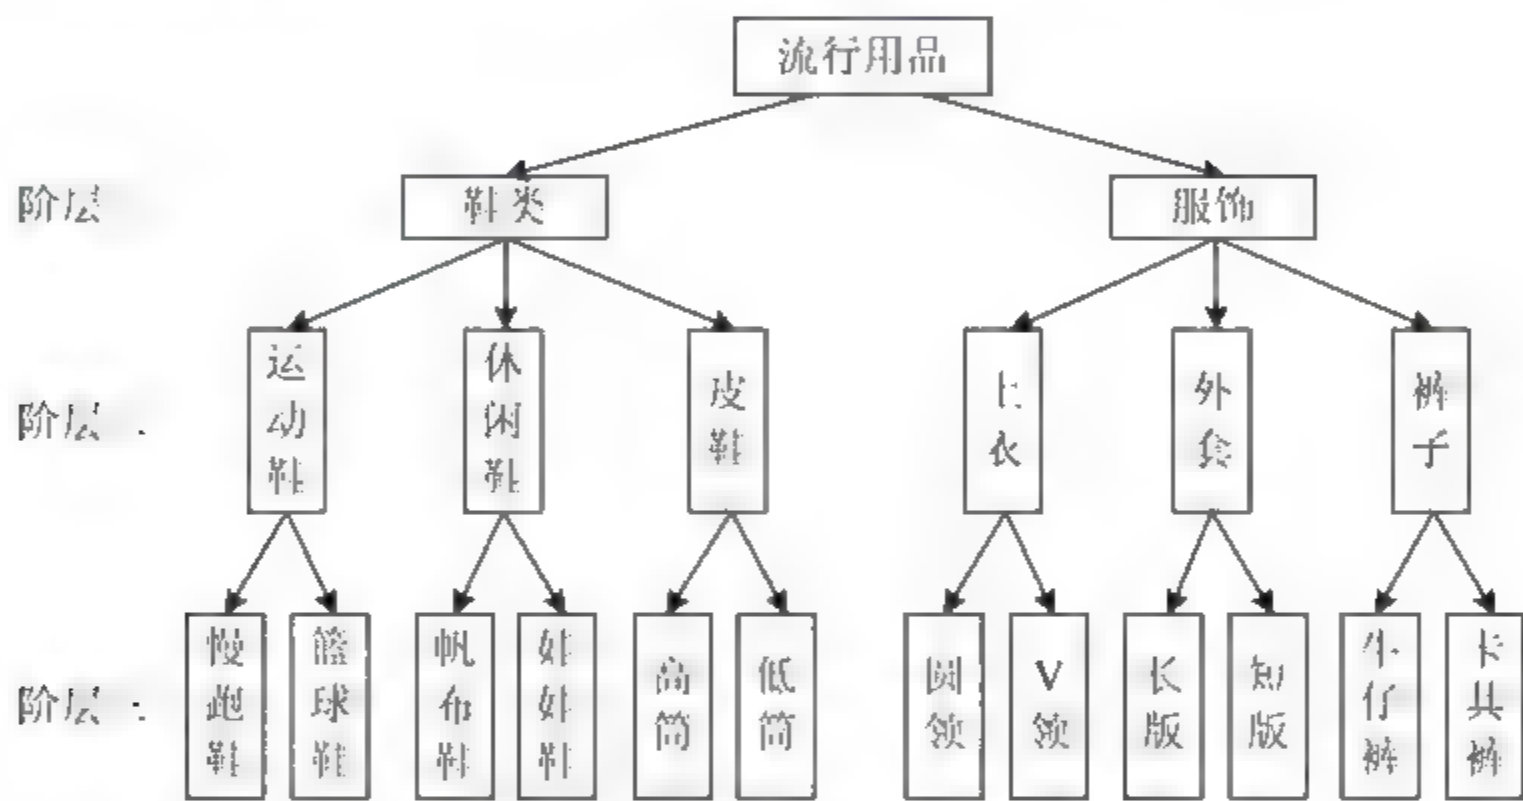 流行用品
阶层
鞋类
服饰
阶层
运动鞋
休闲鞋
皮鞋
上衣
外套
裤子
阶层
慢跑鞋
篮球鞋
帆布鞋
娃娃鞋
高筒
低筒
圆领
V领
长版
短版
牛仔裤
卡其裤